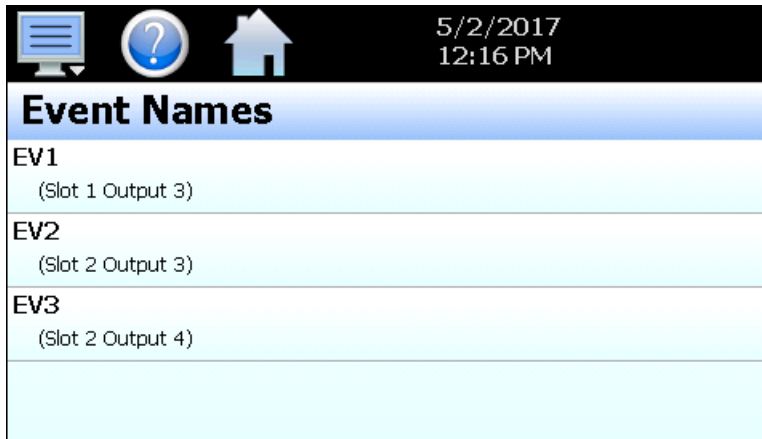 ?
5/2/2017
12:16 PM
Event Names
EV1
(Slot 1 Output 3)
EV2
(Slot 2 Output 3)
EV3
(Slot 2 Output 4)